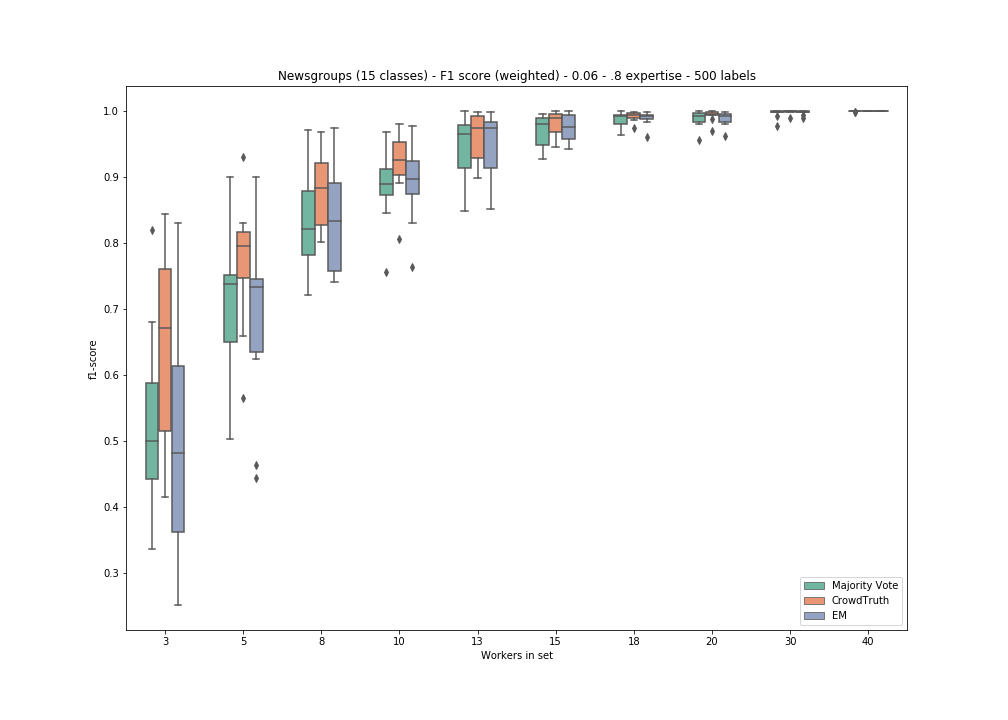 Newsgroups (15 classes) - F1 score (weighted) - 0.06 - .8 expertise - 500 labels
1.0
0.9
0.8
0.7
0.6
0.5
0.4
0.3
f1-score
3 5 8 10 13 15 18 20 30 40
Workers in set
Majority Vote
CrowdTruth
EM